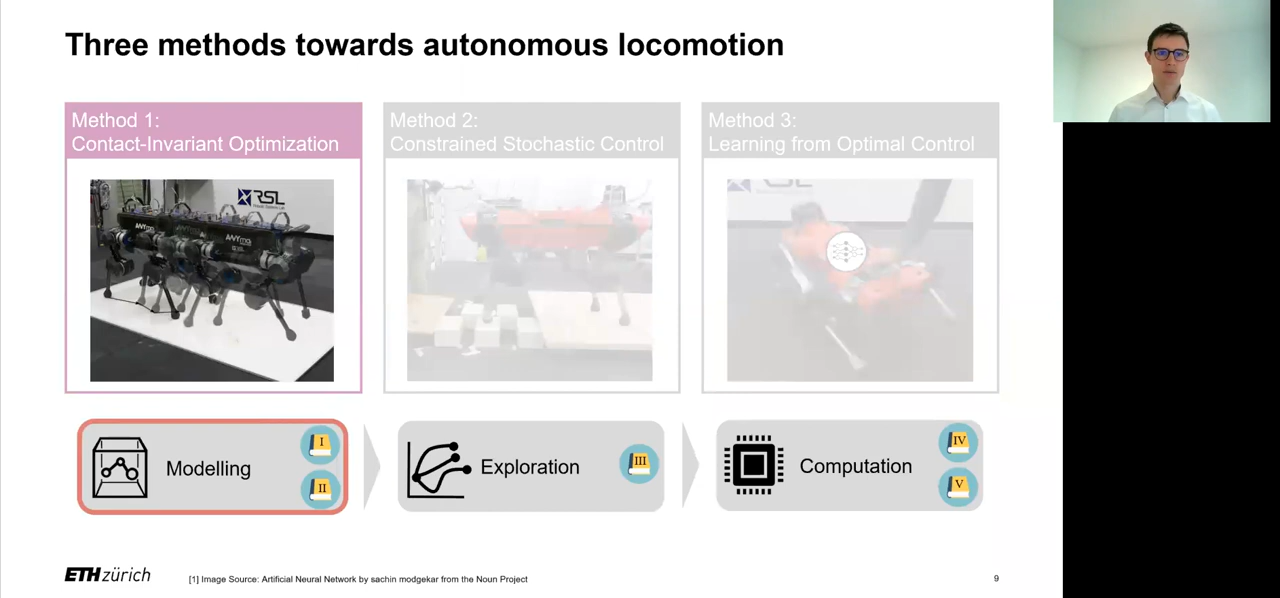 Three methods towards autonomous locomotion
Method 1:
Contact-Invariant Optimization
Method 2:
Constrained Stochastic Control
Method 3:
Learning from Optimal Control
RSL
ANYmal
RSL
Modelling
I
II
Exploration
III
Computation
IV
V
ETH zürich
[1] Image Source: Artificial Neural Network by sachin modgekar from the Noun Project
9